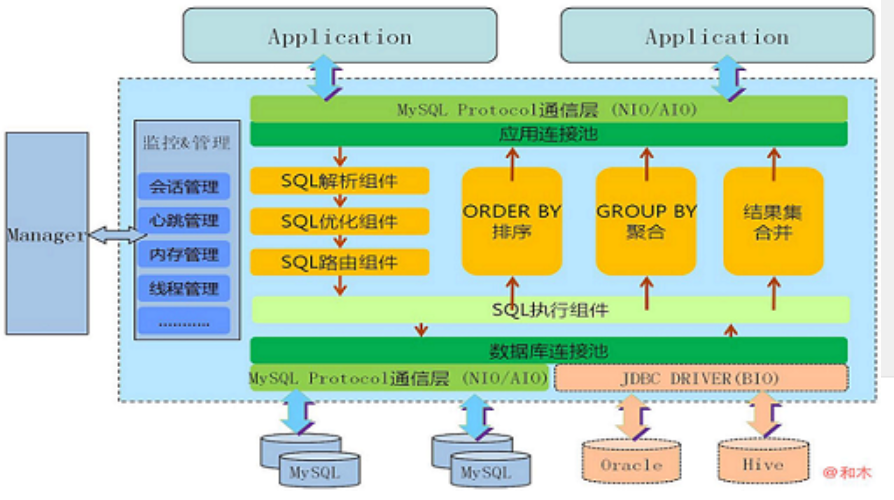 Application
Application
MySQL Protocol通信层 (NIO/AIO)
应用连接池
监控&管理
会话管理
心跳管理
内存管理
线程管理
...........
Manager
SQL解析组件
SQL优化组件
SQL路由组件
ORDER BY
排序
GROUP BY
聚合
结果集
合并
SQL执行组件
数据库连接池
MySQL Protocol通信层 (NIO/AIO)
JDBC DRIVER(BIO)
MySQL
MySQL
Oracle
Hive
@和木